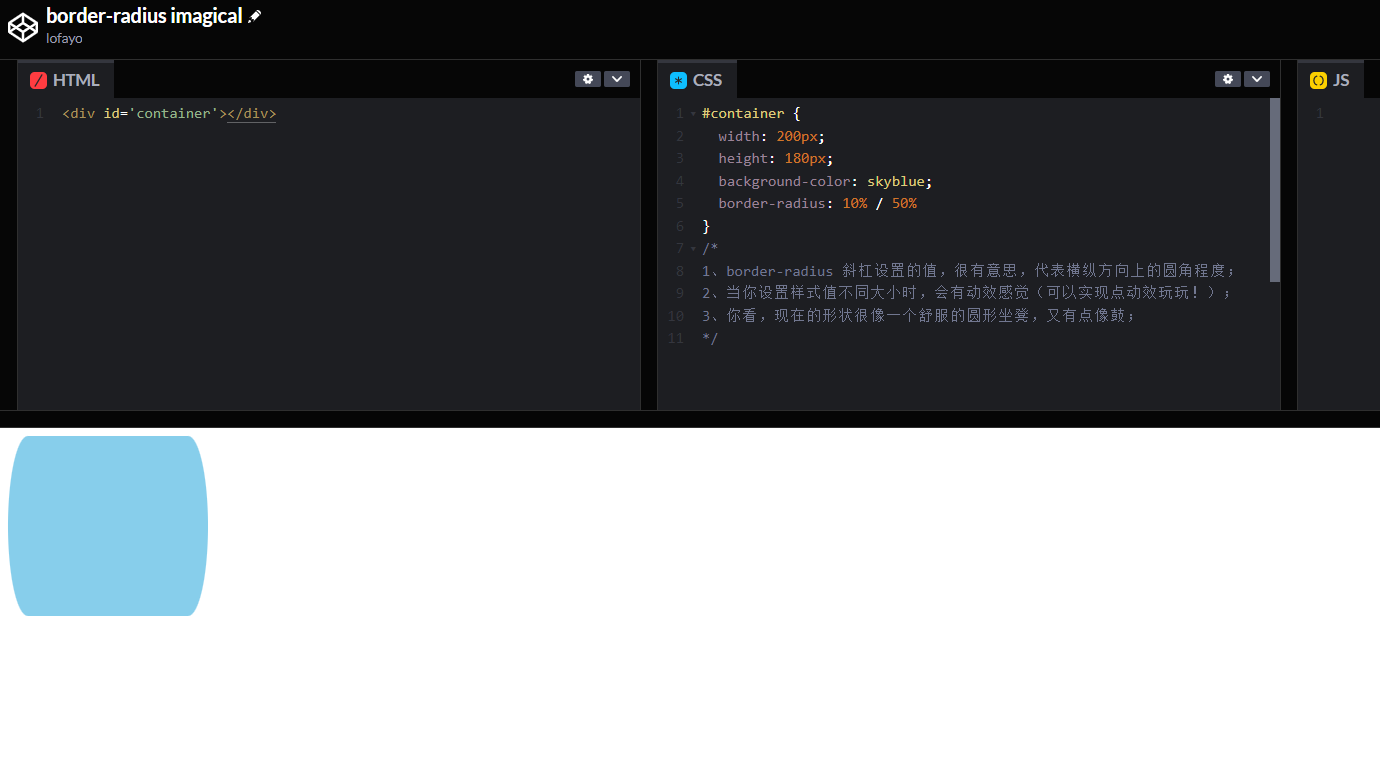 border-radius imagical
lofayo
HTML
CSS
JS
1 <div id='container'></div>
1 #container {
2 width: 200px;
3 height: 180px;
4 background-color: skyblue;
5 border-radius: 10% / 50%
6 }
7 /*
8 1、border-radius 斜杠设置的值，很有意思，代表横纵方向上的圆角程度；
9 2、当你设置样式值不同大小时，会有动效感觉（可以实现点动效玩玩！）；
10 3、你看，现在的形状很像一个舒服的圆形坐凳，又有点像鼓；
11 */
1